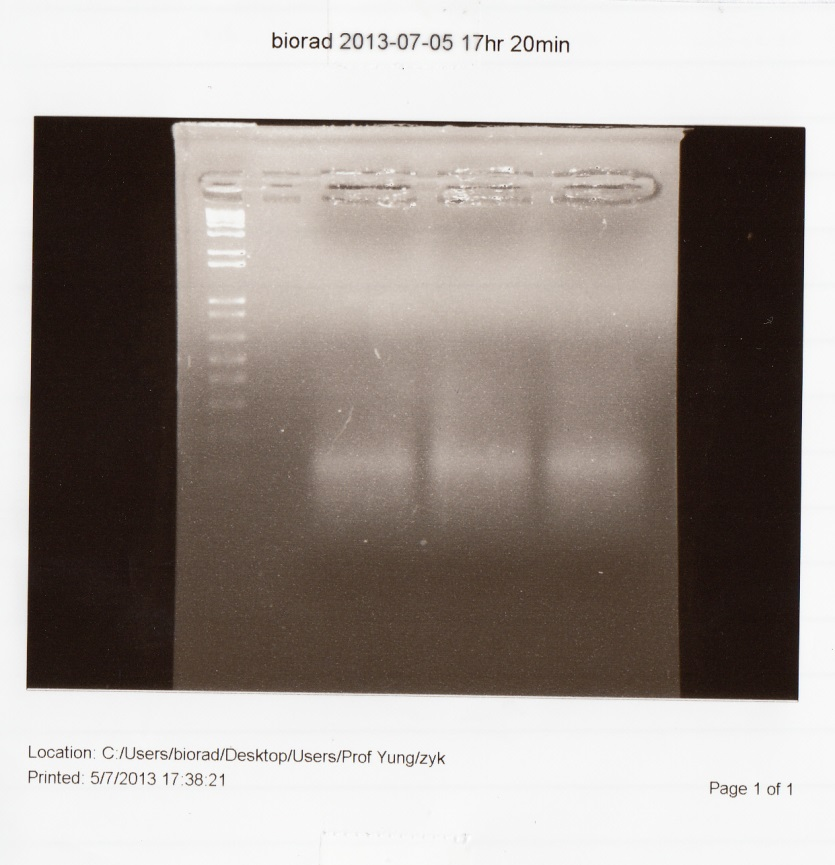 biorad 2013-07-05 17hr 20min
Location: C:/Users/biorad/Desktop/Users/Prof Yung/zyk
Printed: 5/7/2013 17:38:21
Page 1 of 1